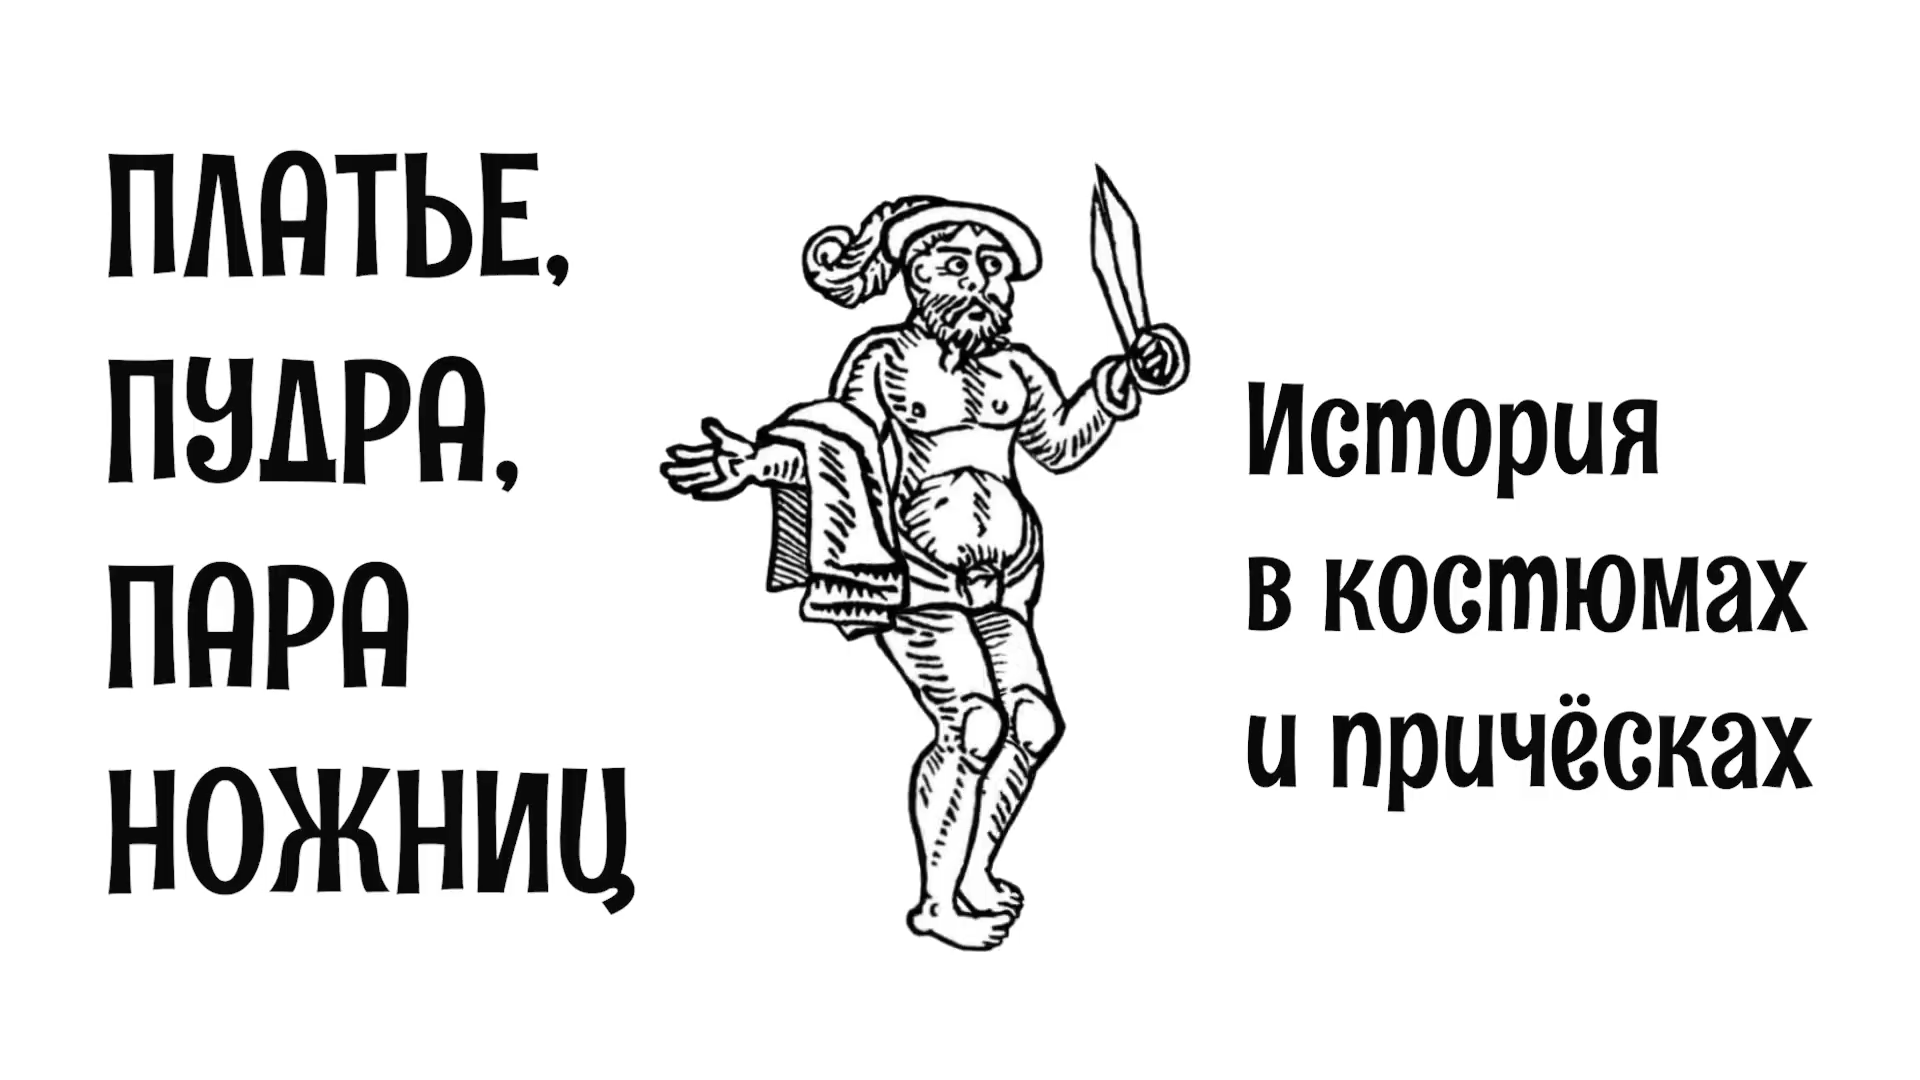 ПЛАТЬЕ,
ПУДРА,
ПАРА
НОЖНИЦ
История
в костюмах
и причёсках